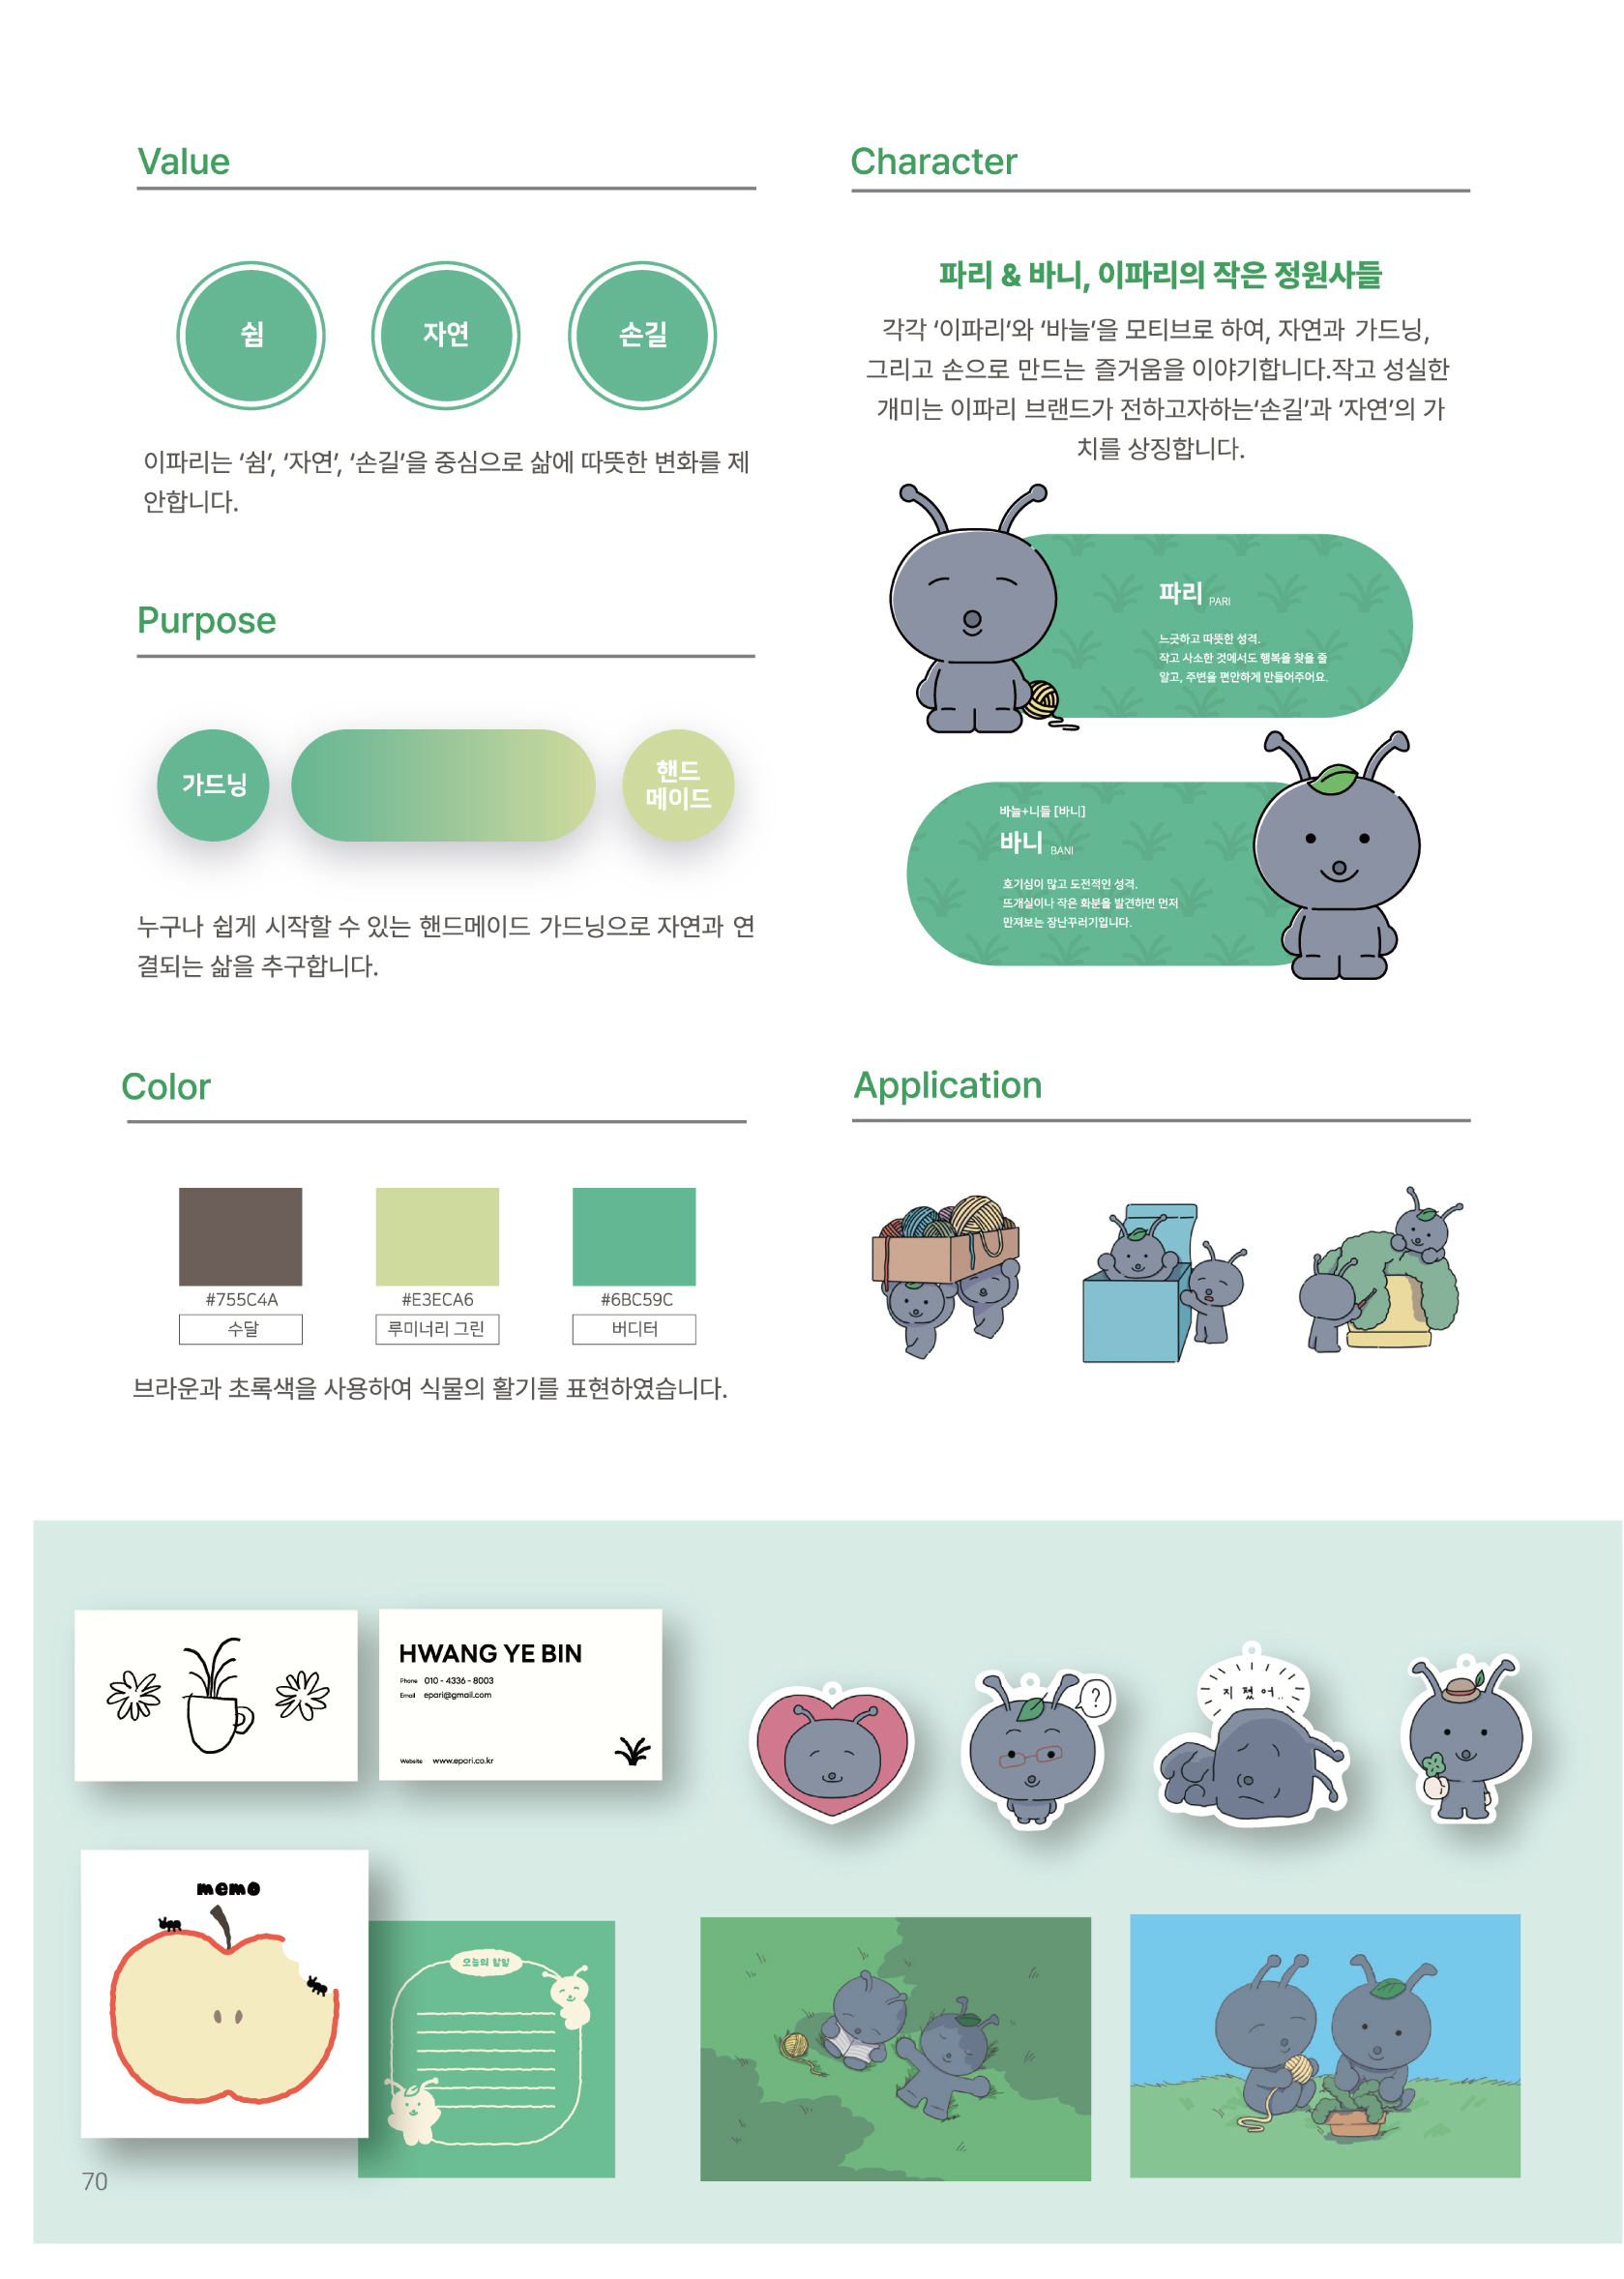 Value
쉼
자연
손길
이파리는 ‘쉼’, ‘자연’, ‘손길’을 중심으로 삶에 따뜻한 변화를 제
안합니다.
Purpose
가드닝
핸드
메이드
누구나 쉽게 시작할 수 있는 핸드메이드 가드닝으로 자연과 연
결되는 삶을 추구합니다.
Character
파리 & 바니, 이파리의 작은 정원사들
각각 ‘이파리’와 ‘바늘’을 모티브로 하여, 자연과 가드닝,
그리고 손으로 만드는 즐거움을 이야기합니다.작고 성실한
개미는 이파리 브랜드가 전하고자하는‘손길’과 ‘자연’의 가
치를 상징합니다.
파리 PARI
느긋하고 따뜻한 성격.
작고 사소한 것에서도 행복을 찾을 줄
알고, 주변을 편안하게 만들어주어요.
바늘+니들 [바니]
바니 BANI
호기심이 많고 도전적인 성격.
뜨개실이나 작은 화분을 발견하면 먼저
만져보는 장난꾸러기입니다.
Color
#755C4A
수달
#E3ECA6
루미너리 그린
#6BC59C
버디터
브라운과 초록색을 사용하여 식물의 활기를 표현하였습니다.
Application
HWANG YE BIN
Phone 010 - 4336 - 8003
Email epari@gmail.com
Website www.epari.co.kr
?
지 졌 어..
memo
오늘의 할일
70